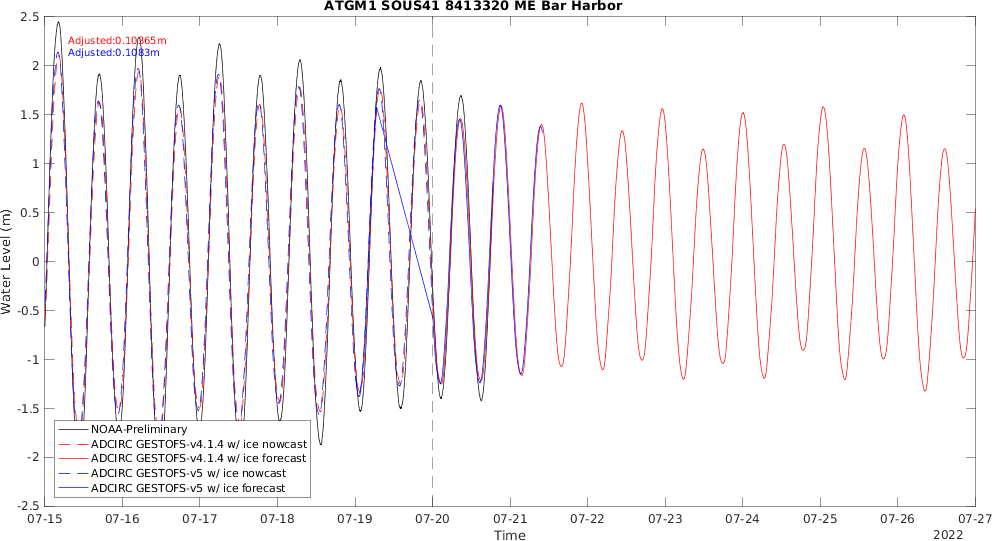 ATGM1 SOUS41 8413320 ME Bar Harbor
Adjusted:0.10365m
Adjusted:0.1083m
2.5
2
1.5
1
0.5
0
-0.5
-1
-1.5
-2
-2.5
Water Level (m)
NOAA-Preliminary
ADCIRC GESTOFS-v4.1.4 w/ ice nowcast
ADCIRC GESTOFS-v4.1.4 w/ ice forecast
ADCIRC GESTOFS-v5 w/ ice nowcast
ADCIRC GESTOFS-v5 w/ ice forecast
07-15 07-16 07-17 07-18 07-19 07-20 07-21 07-22 07-23 07-24 07-25 07-26 07-27
Time
2022